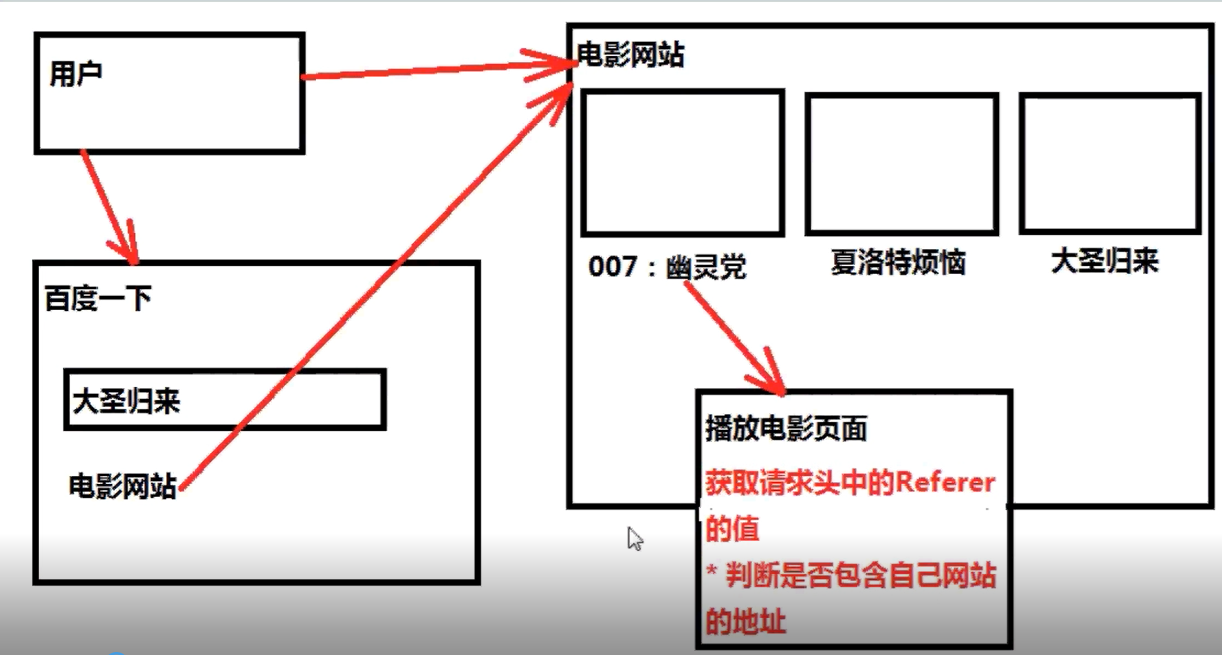 用户
电影网站
007：幽灵党
夏洛特烦恼
大圣归来
百度一下
大圣归来
电影网站
播放电影页面
获取请求头中的Referer
的值
* 判断是否包含自己网站
的地址